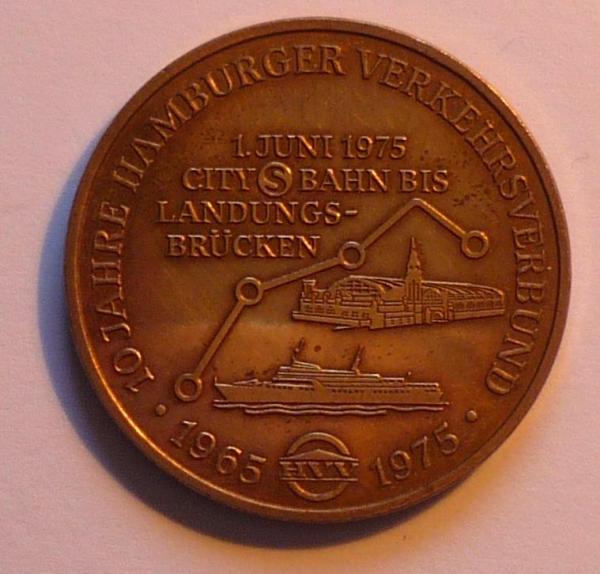 10 JAHRE HAMBURGER VERKEHRSVERBUND
1. JUNI 1975
CITY S BAHN BIS
LANDUNGS-
BRÜCKEN
· 1965
HVV
1975 ·